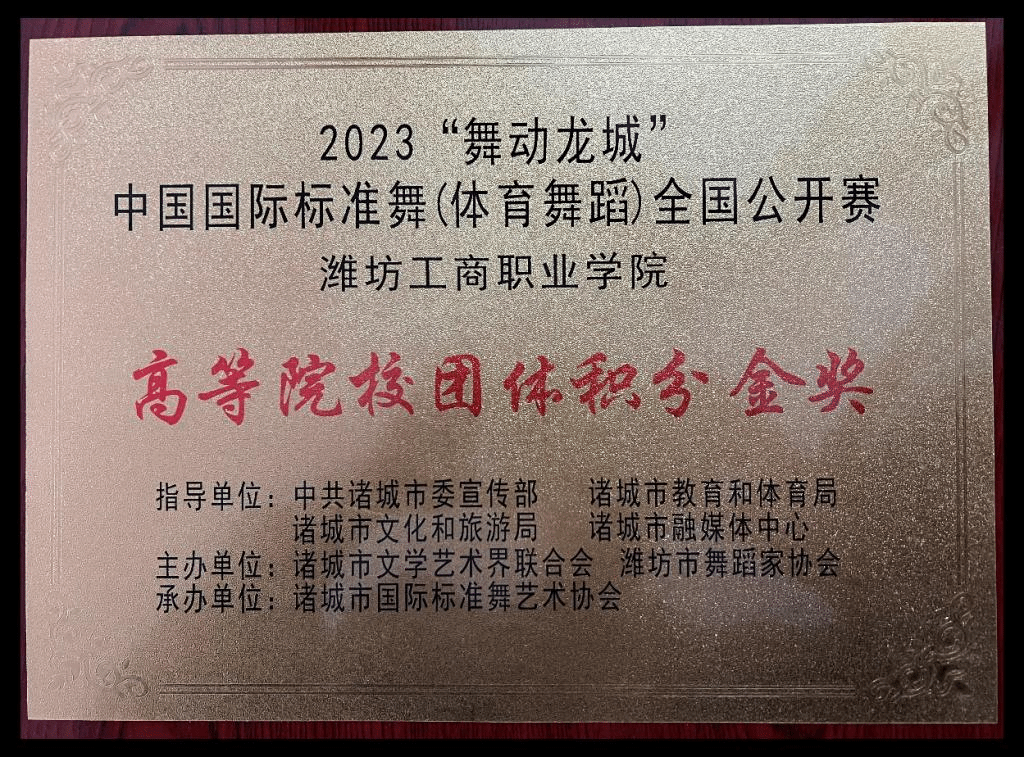 2023“舞动龙城”
中国国际标准舞(体育舞蹈)全国公开赛
潍坊工商职业学院
高等院校团体积分金奖
指导单位：中共诸城市委宣传部 诸城市教育和体育局
诸城市文化和旅游局 诸城市融媒体中心
主办单位：诸城市文学艺术界联合会 潍坊市舞蹈家协会
承办单位：诸城市国际标准舞艺术协会